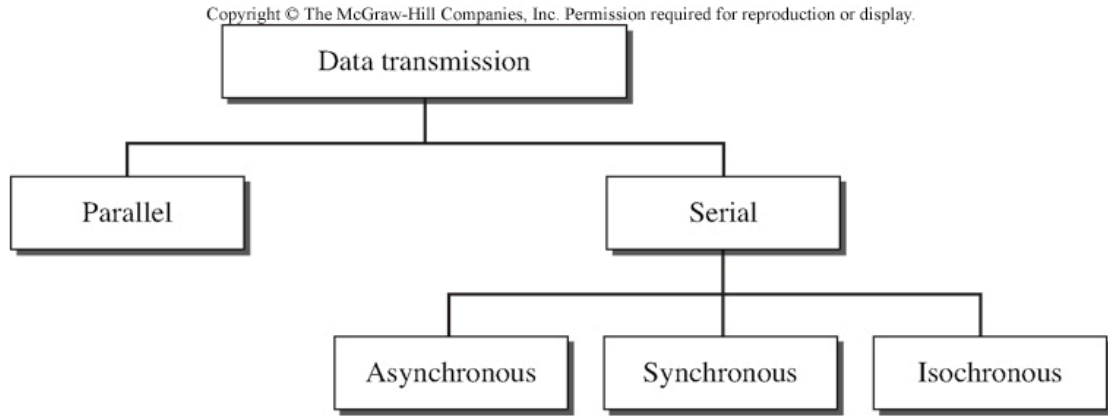 Copyright © The McGraw-Hill Companies, Inc. Permission required for reproduction or display.
Data transmission
Parallel
Serial
Asynchronous
Synchronous
Isochronous